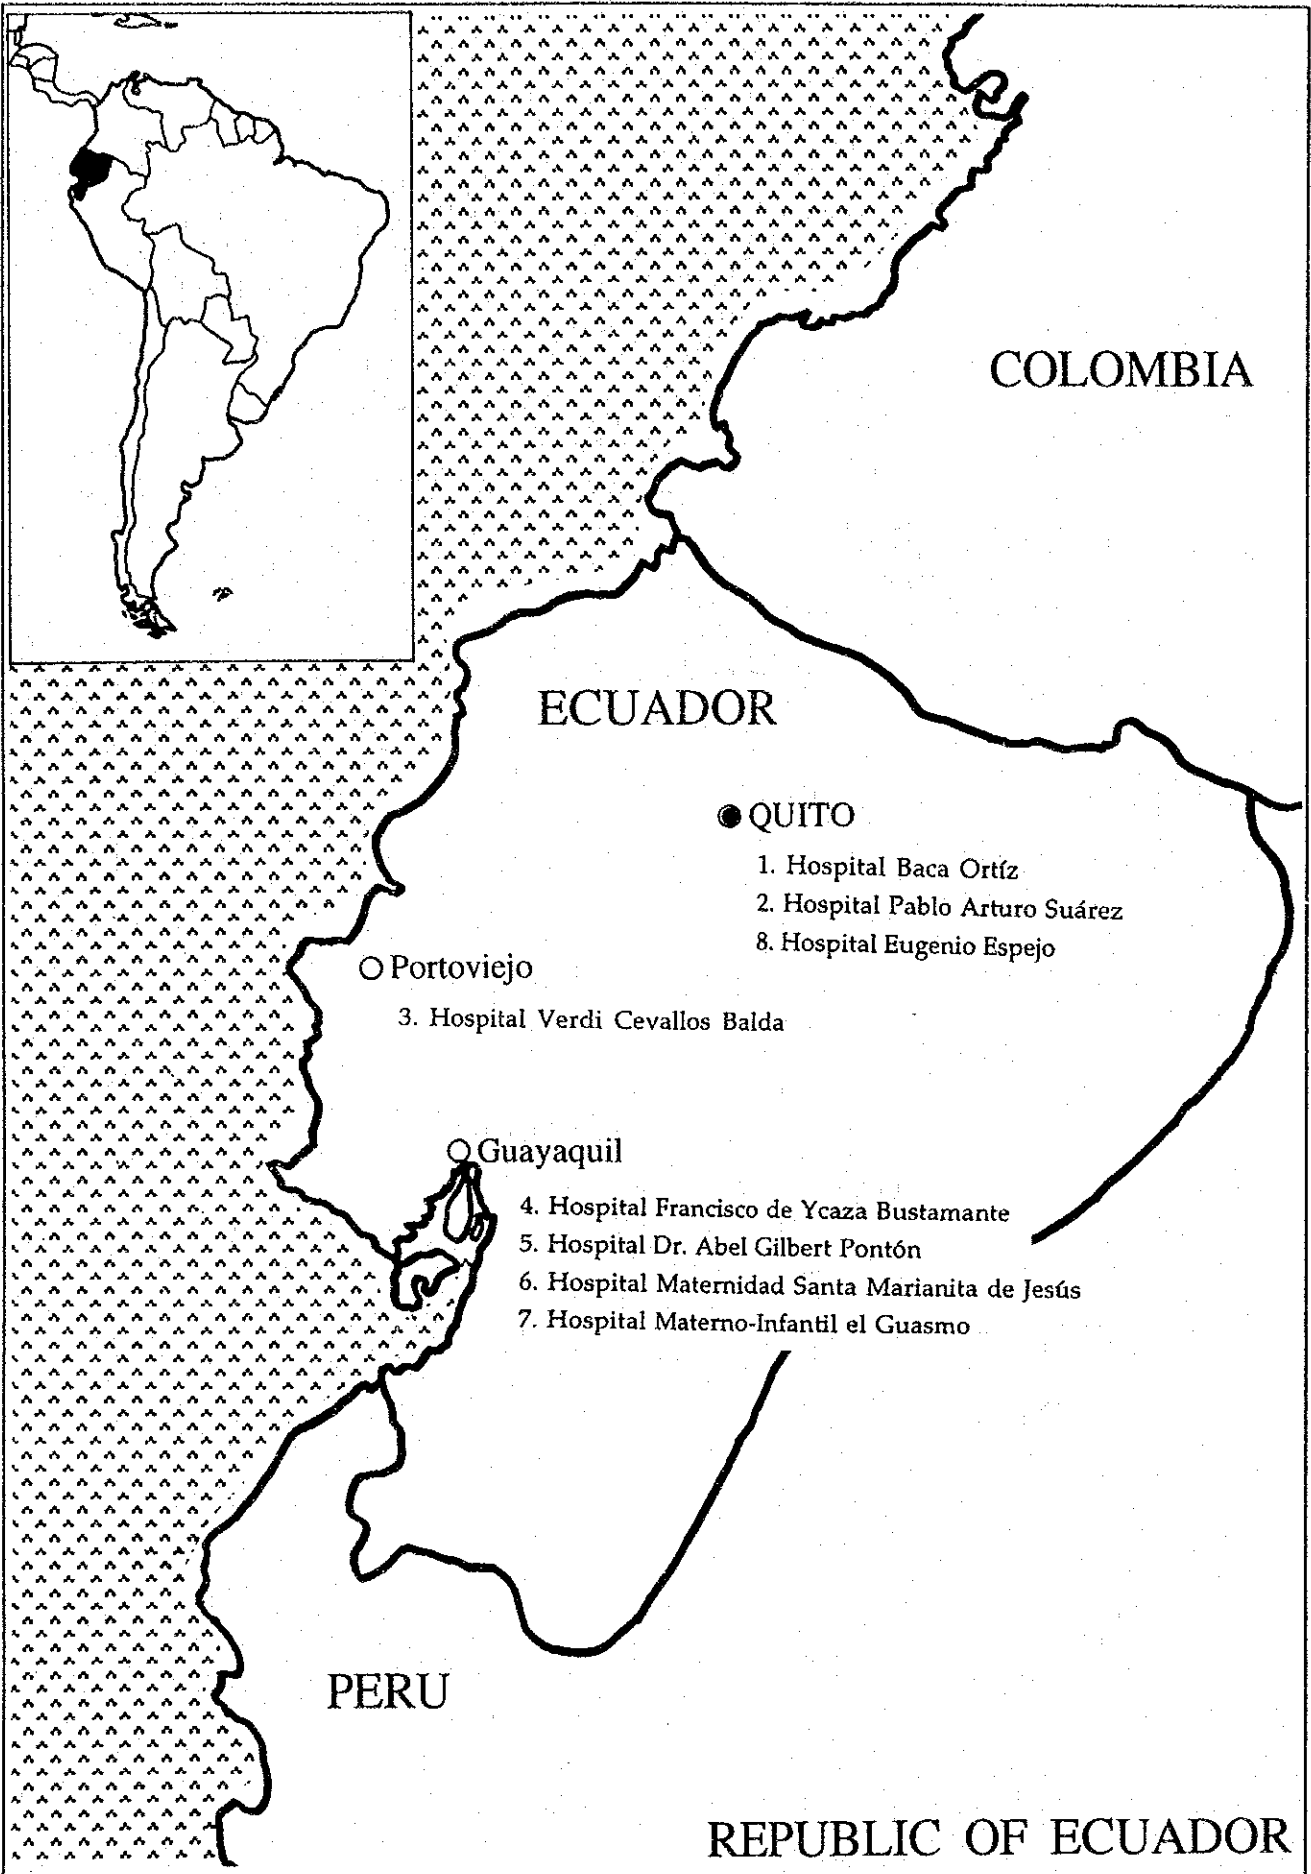 COLOMBIA
ECUADOR
QUITO
1. Hospital Baca Ortíz
2. Hospital Pablo Arturo Suárez
8. Hospital Eugenio Espejo
Portoviejo
3. Hospital Verdi Cevallos Balda
Guayaquil
4. Hospital Francisco de Ycaza Bustamante
5. Hospital Dr. Abel Gilbert Pontón
6. Hospital Maternidad Santa Marianita de Jesús
7. Hospital Materno-Infantil el Guasmo
PERU
REPUBLIC OF ECUADOR